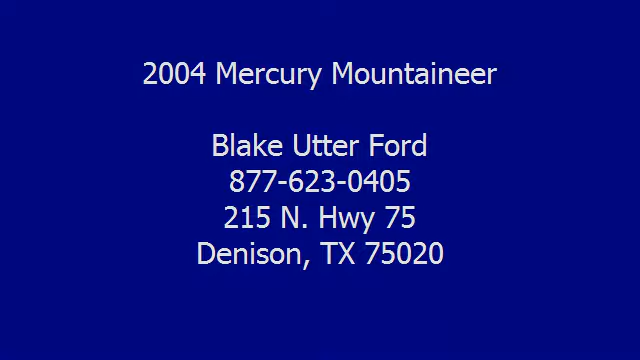 2004 Mercury Mountaineer
Blake Utter Ford
877-623-0405
215 N. Hwy 75
Denison, TX 75020